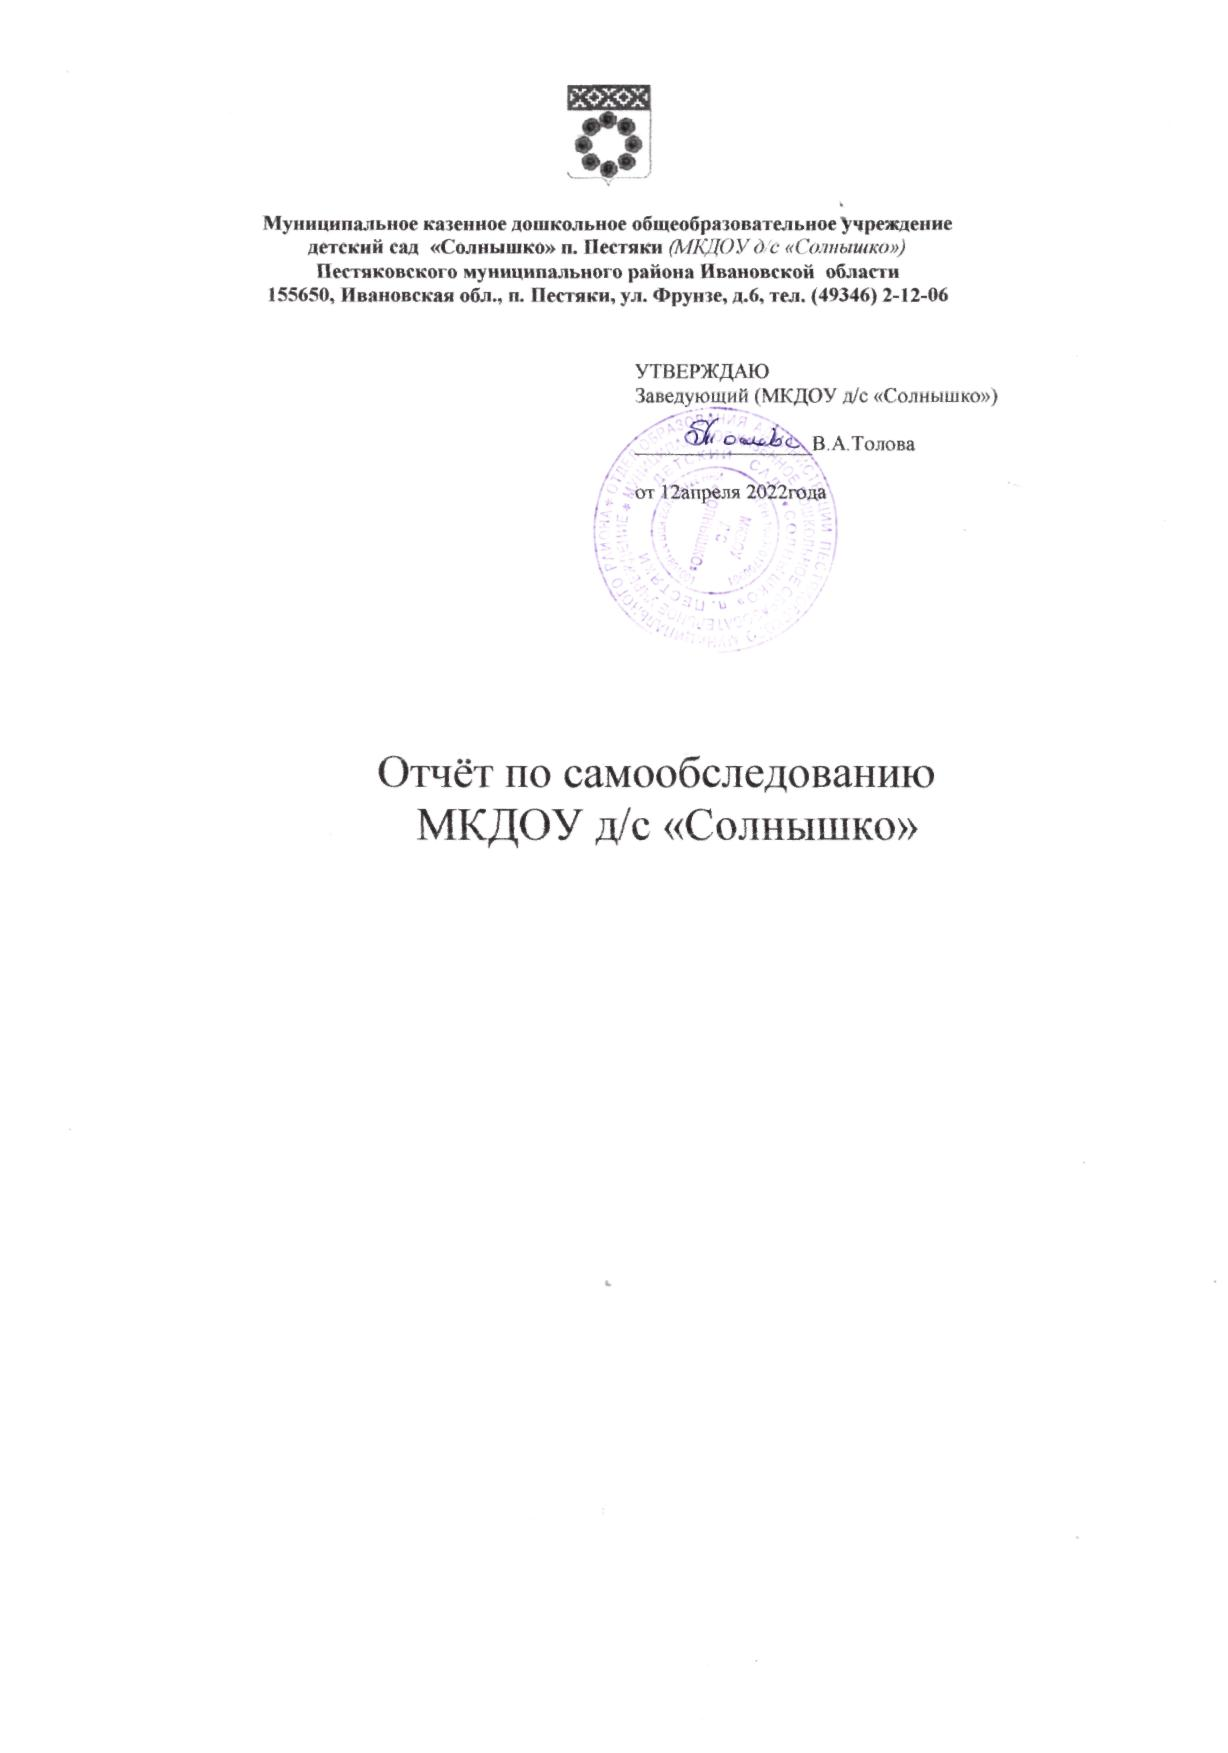 Муниципальное казенное дошкольное общеобразовательное учреждение
детский сад «Солнышко» п. Пестяки (МКДОУ д/с «Солнышко»)
Пестяковского муниципального района Ивановской области
155650, Ивановская обл., п. Пестяки, ул. Фрунзе, д.6, тел. (49346) 2-12-06
УТВЕРЖДАЮ
Заведующий (МКДОУ д/с «Солнышко»)
В.А.Толова
от 12апреля 2022года
Отчёт по самообследованию
МКДОУ д/с «Солнышко»